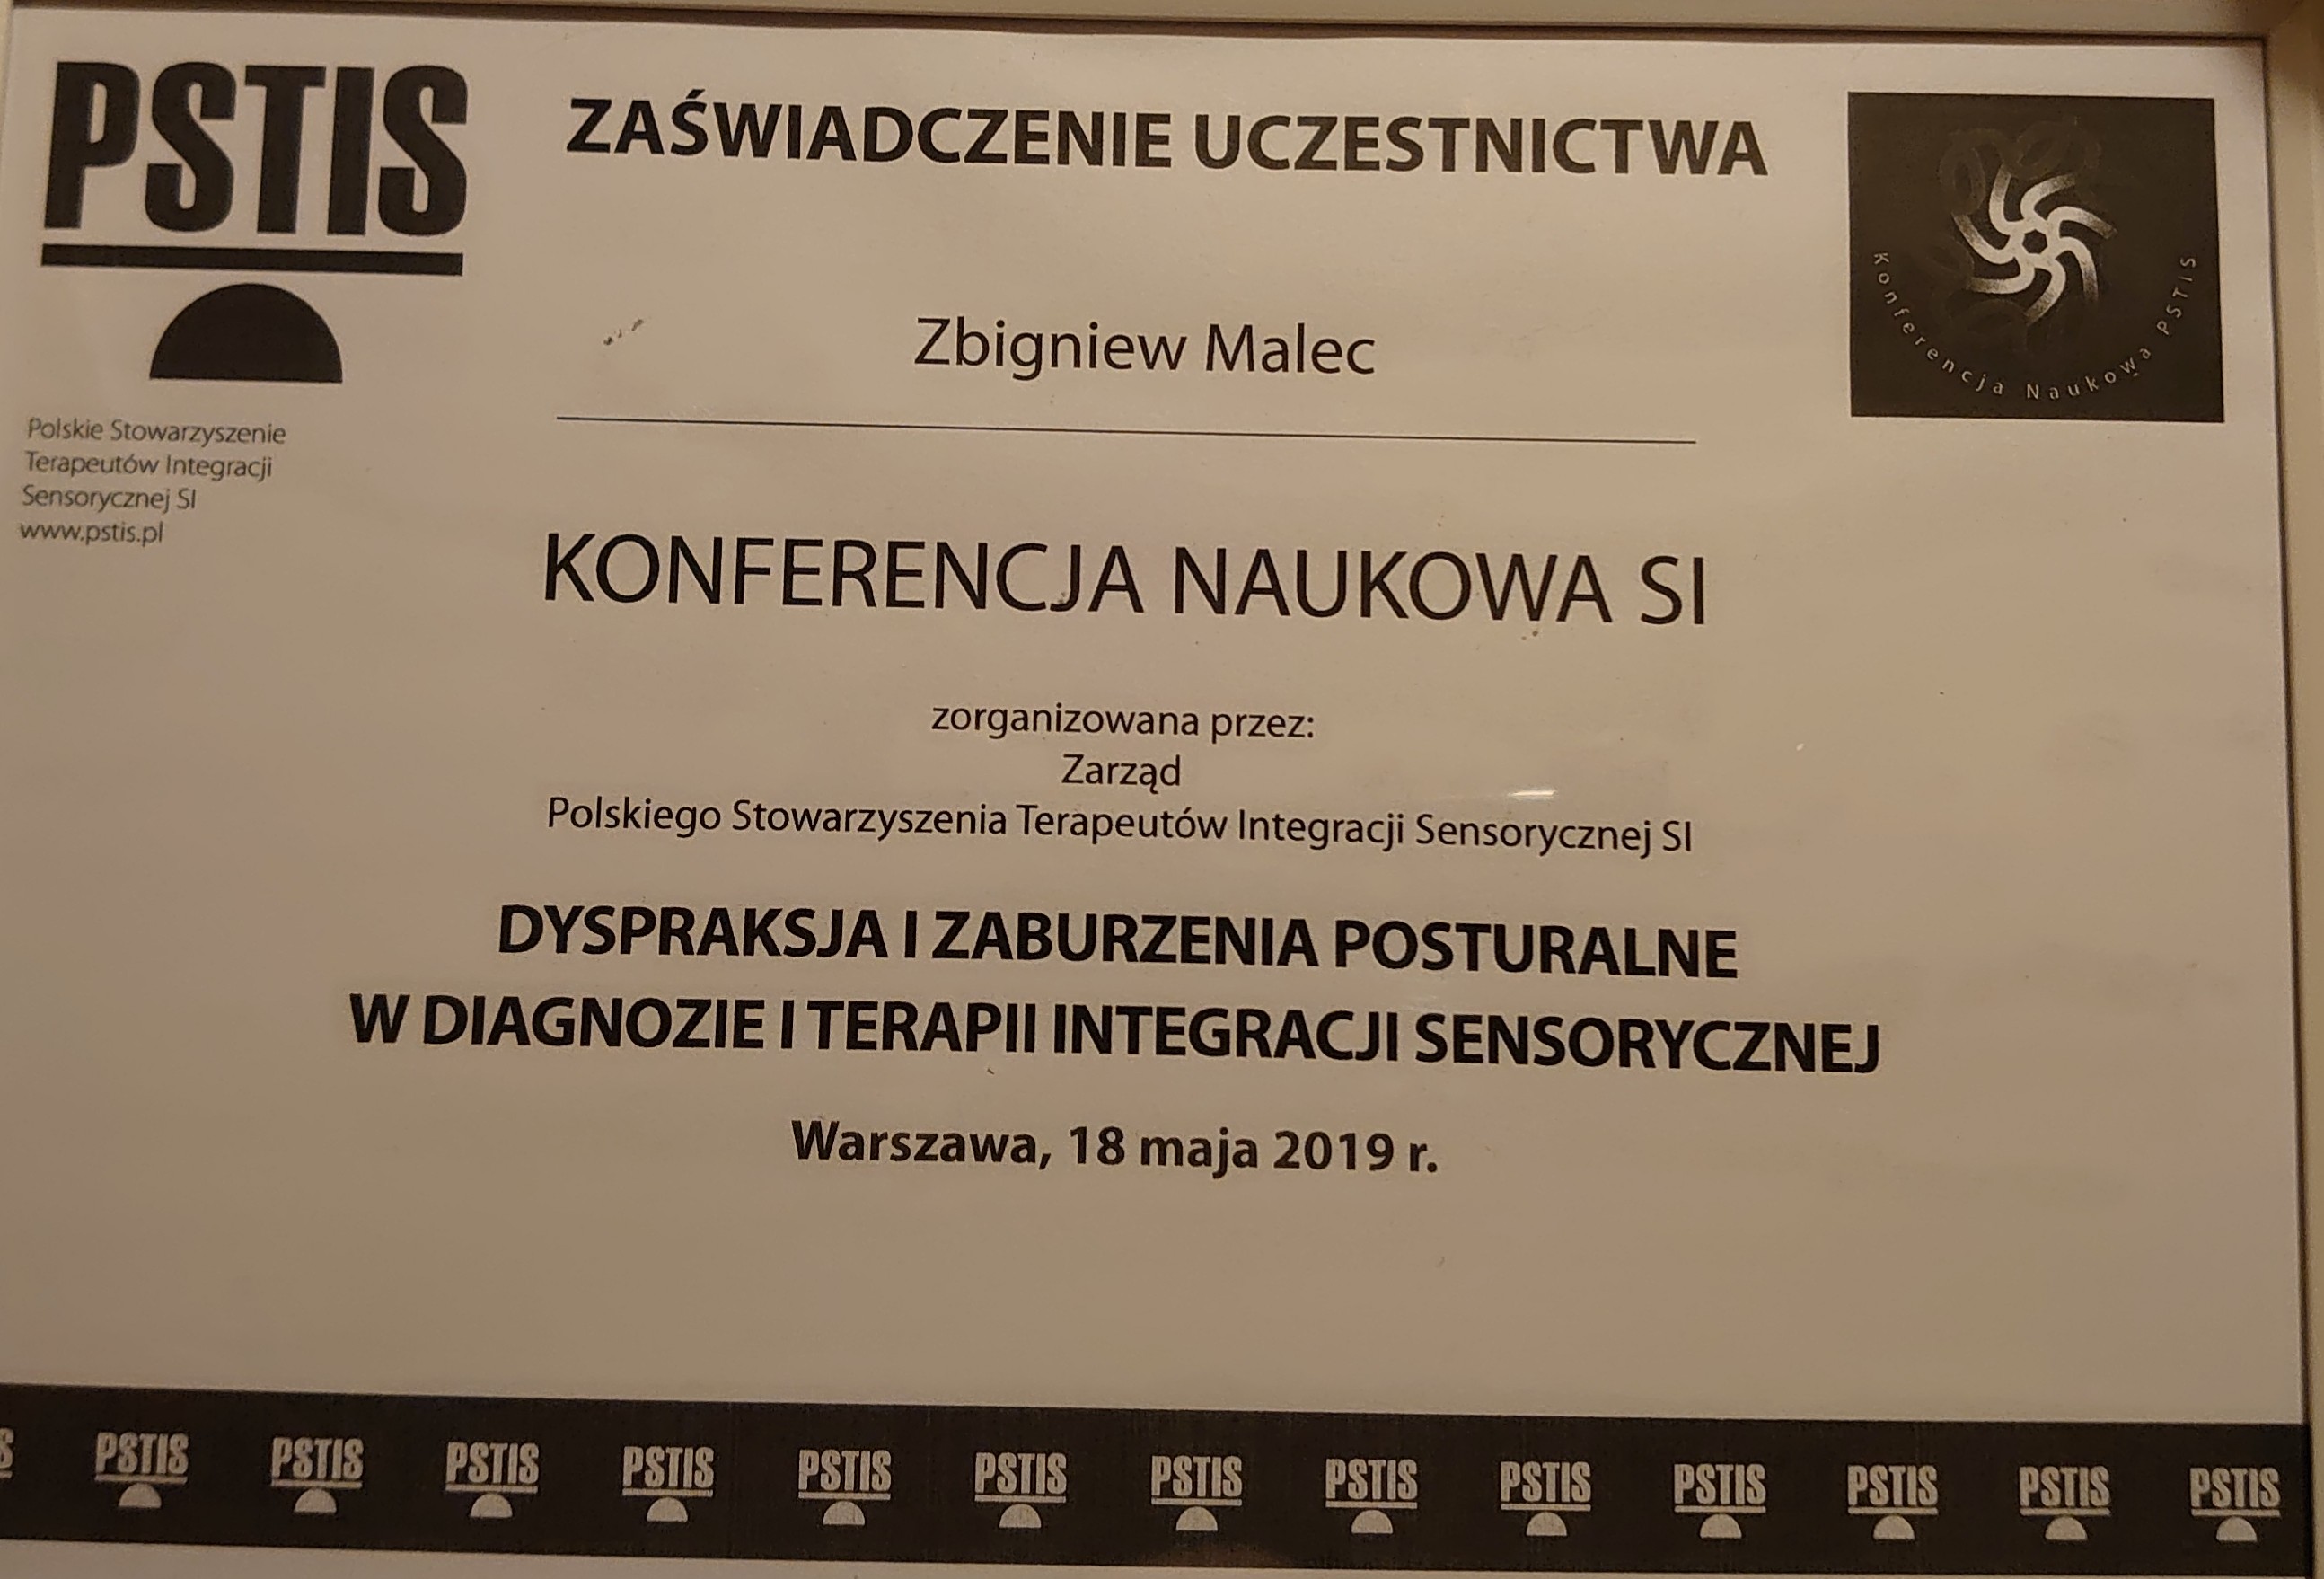 PSTIS
Polskie Stowarzyszenie
Terapeutów Integracji
Sensorycznej SI
www.pstis.pl
ZAŚWIADCZENIE UCZESTNICTWA
Konferencja Naukowa PSTIS
Zbigniew Malec
KONFERENCJA NAUKOWA SI
zorganizowana przez:
Zarząd
Polskiego Stowarzyszenia Terapeutów Integracji Sensorycznej SI
DYSPRAKSJA I ZABURZENIA POSTURALNE
W DIAGNOZIE I TERAPII INTEGRACJI SENSORYCZNEJ
Warszawa, 18 maja 2019 r.
S PSTIS PSTIS PSTIS PSTIS PSTIS PSTIS PSTIS PSTIS PSTIS PSTIS PSTIS PSTIS PSTIS